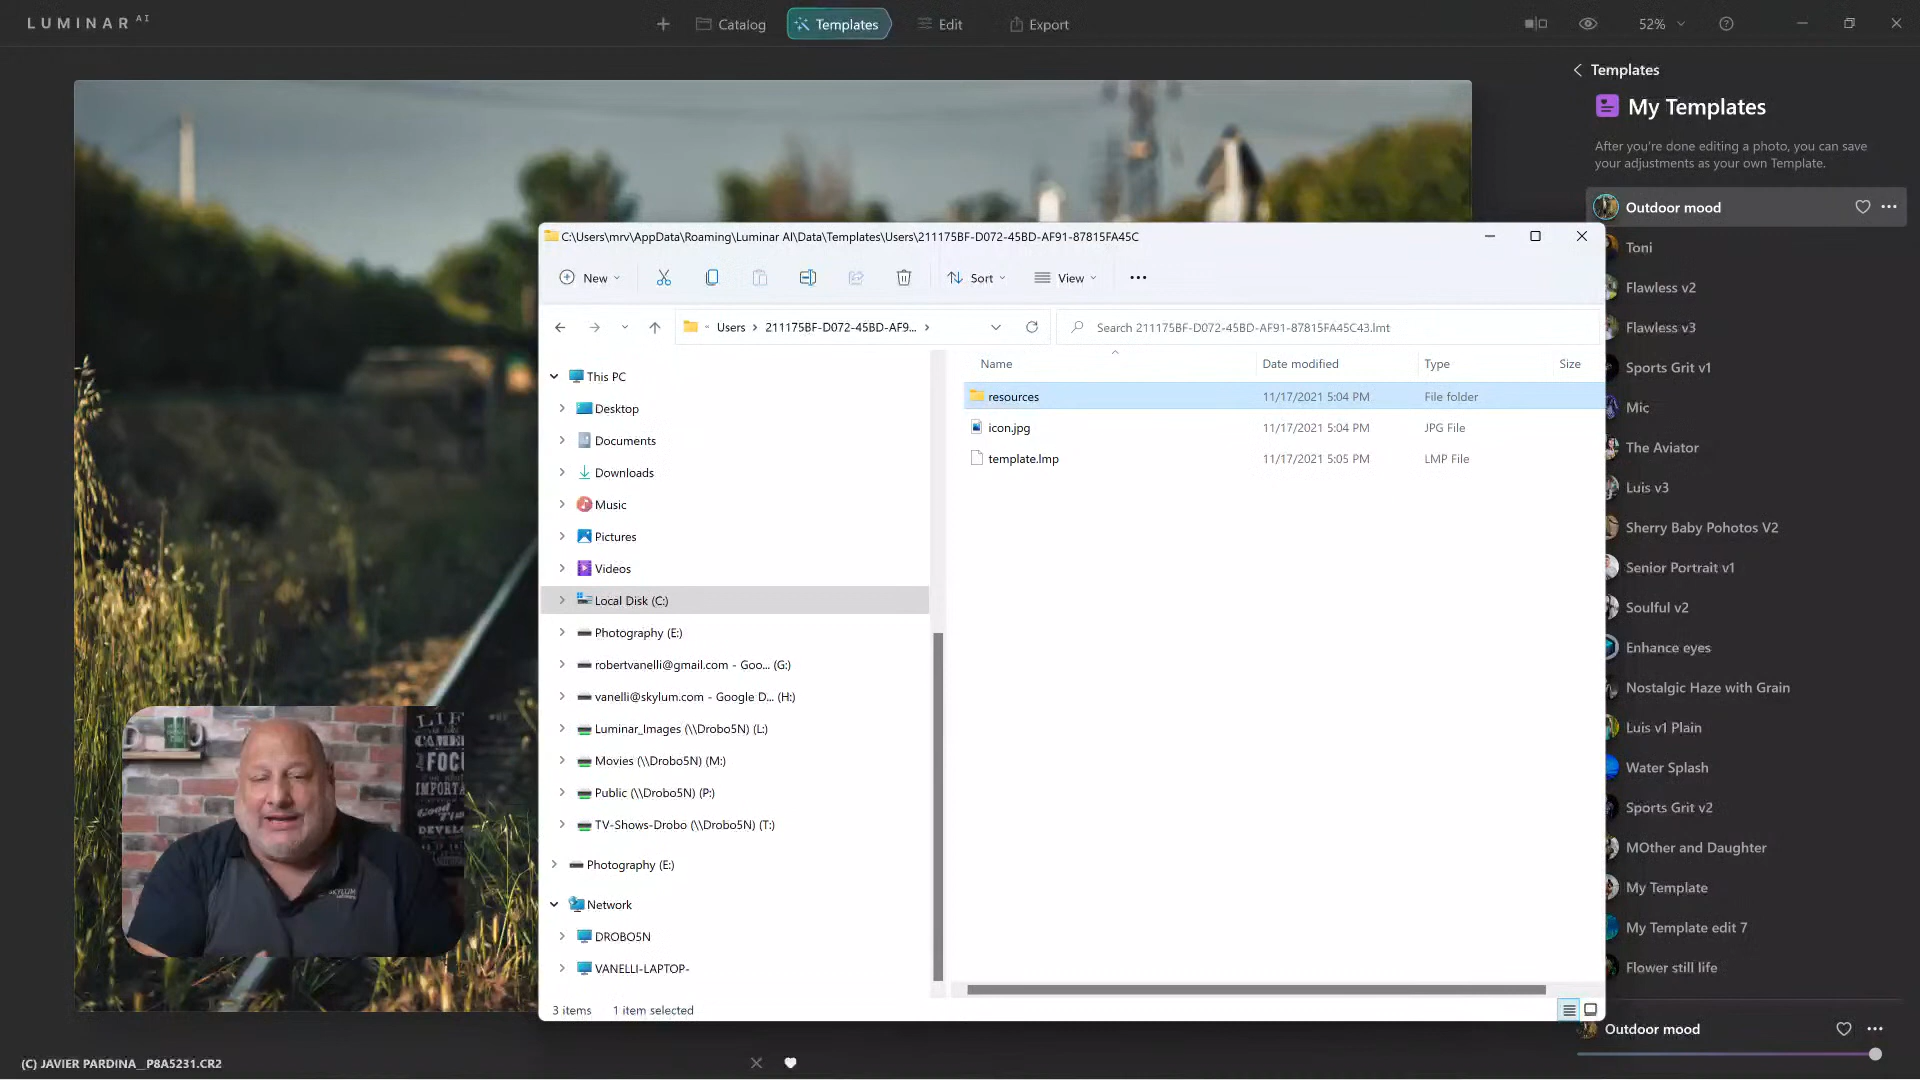 LUMINAR AI
Catalog
Templates
Edit
Export
52%
Templates
My Templates
After you're done editing a photo, you can save
your adjustments as your own Template.
Outdoor mood
Toni
Flawless v2
Flawless v3
Sports Grit v1
Mic
The Aviator
Luis v3
Sherry Baby Pohotos V2
Senior Portrait v1
Soulful v2
Enhance eyes
Nostalgic Haze with Grain
Luis v1 Plain
Water Splash
Sports Grit v2
MOther and Daughter
My Template
My Template edit 7
Flower still life
Outdoor mood
C:\Users\mrv\AppData\Roaming\Luminar AI\Data\Templates\Users\211175BF-D072-45BD-AF91-87815FA45C
New
Sort
View
Users
211175BF-D072-45BD-AF9...
Search 211175BF-D072-45BD-AF91-87815FA45C43.lmt
Name Date modified Type Size
resources 11/17/2021 5:04 PM File folder
icon.jpg 11/17/2021 5:04 PM JPG File
template.lmp 11/17/2021 5:05 PM LMP File
This PC
Desktop
Documents
Downloads
Music
Pictures
Videos
Local Disk (C:)
Photography (E:)
robertvanelli@gmail.com - Goo... (G:)
vanelli@skylum.com - Google D... (H:)
Luminar_Images (\\Drobo5N) (L:)
Movies (\\Drobo5N) (M:)
Public (\\Drobo5N) (P:)
TV-Shows-Drobo (\\Drobo5N) (T:)
Photography (E:)
Network
DROBO5N
VANELLI-LAPTOP-
3 items 1 item selected
LIF
CAMER
FOC
IMPORTA
Good
DEVELO
SKYLUM
(C) JAVIER PARDINA_P8A5231.CR2